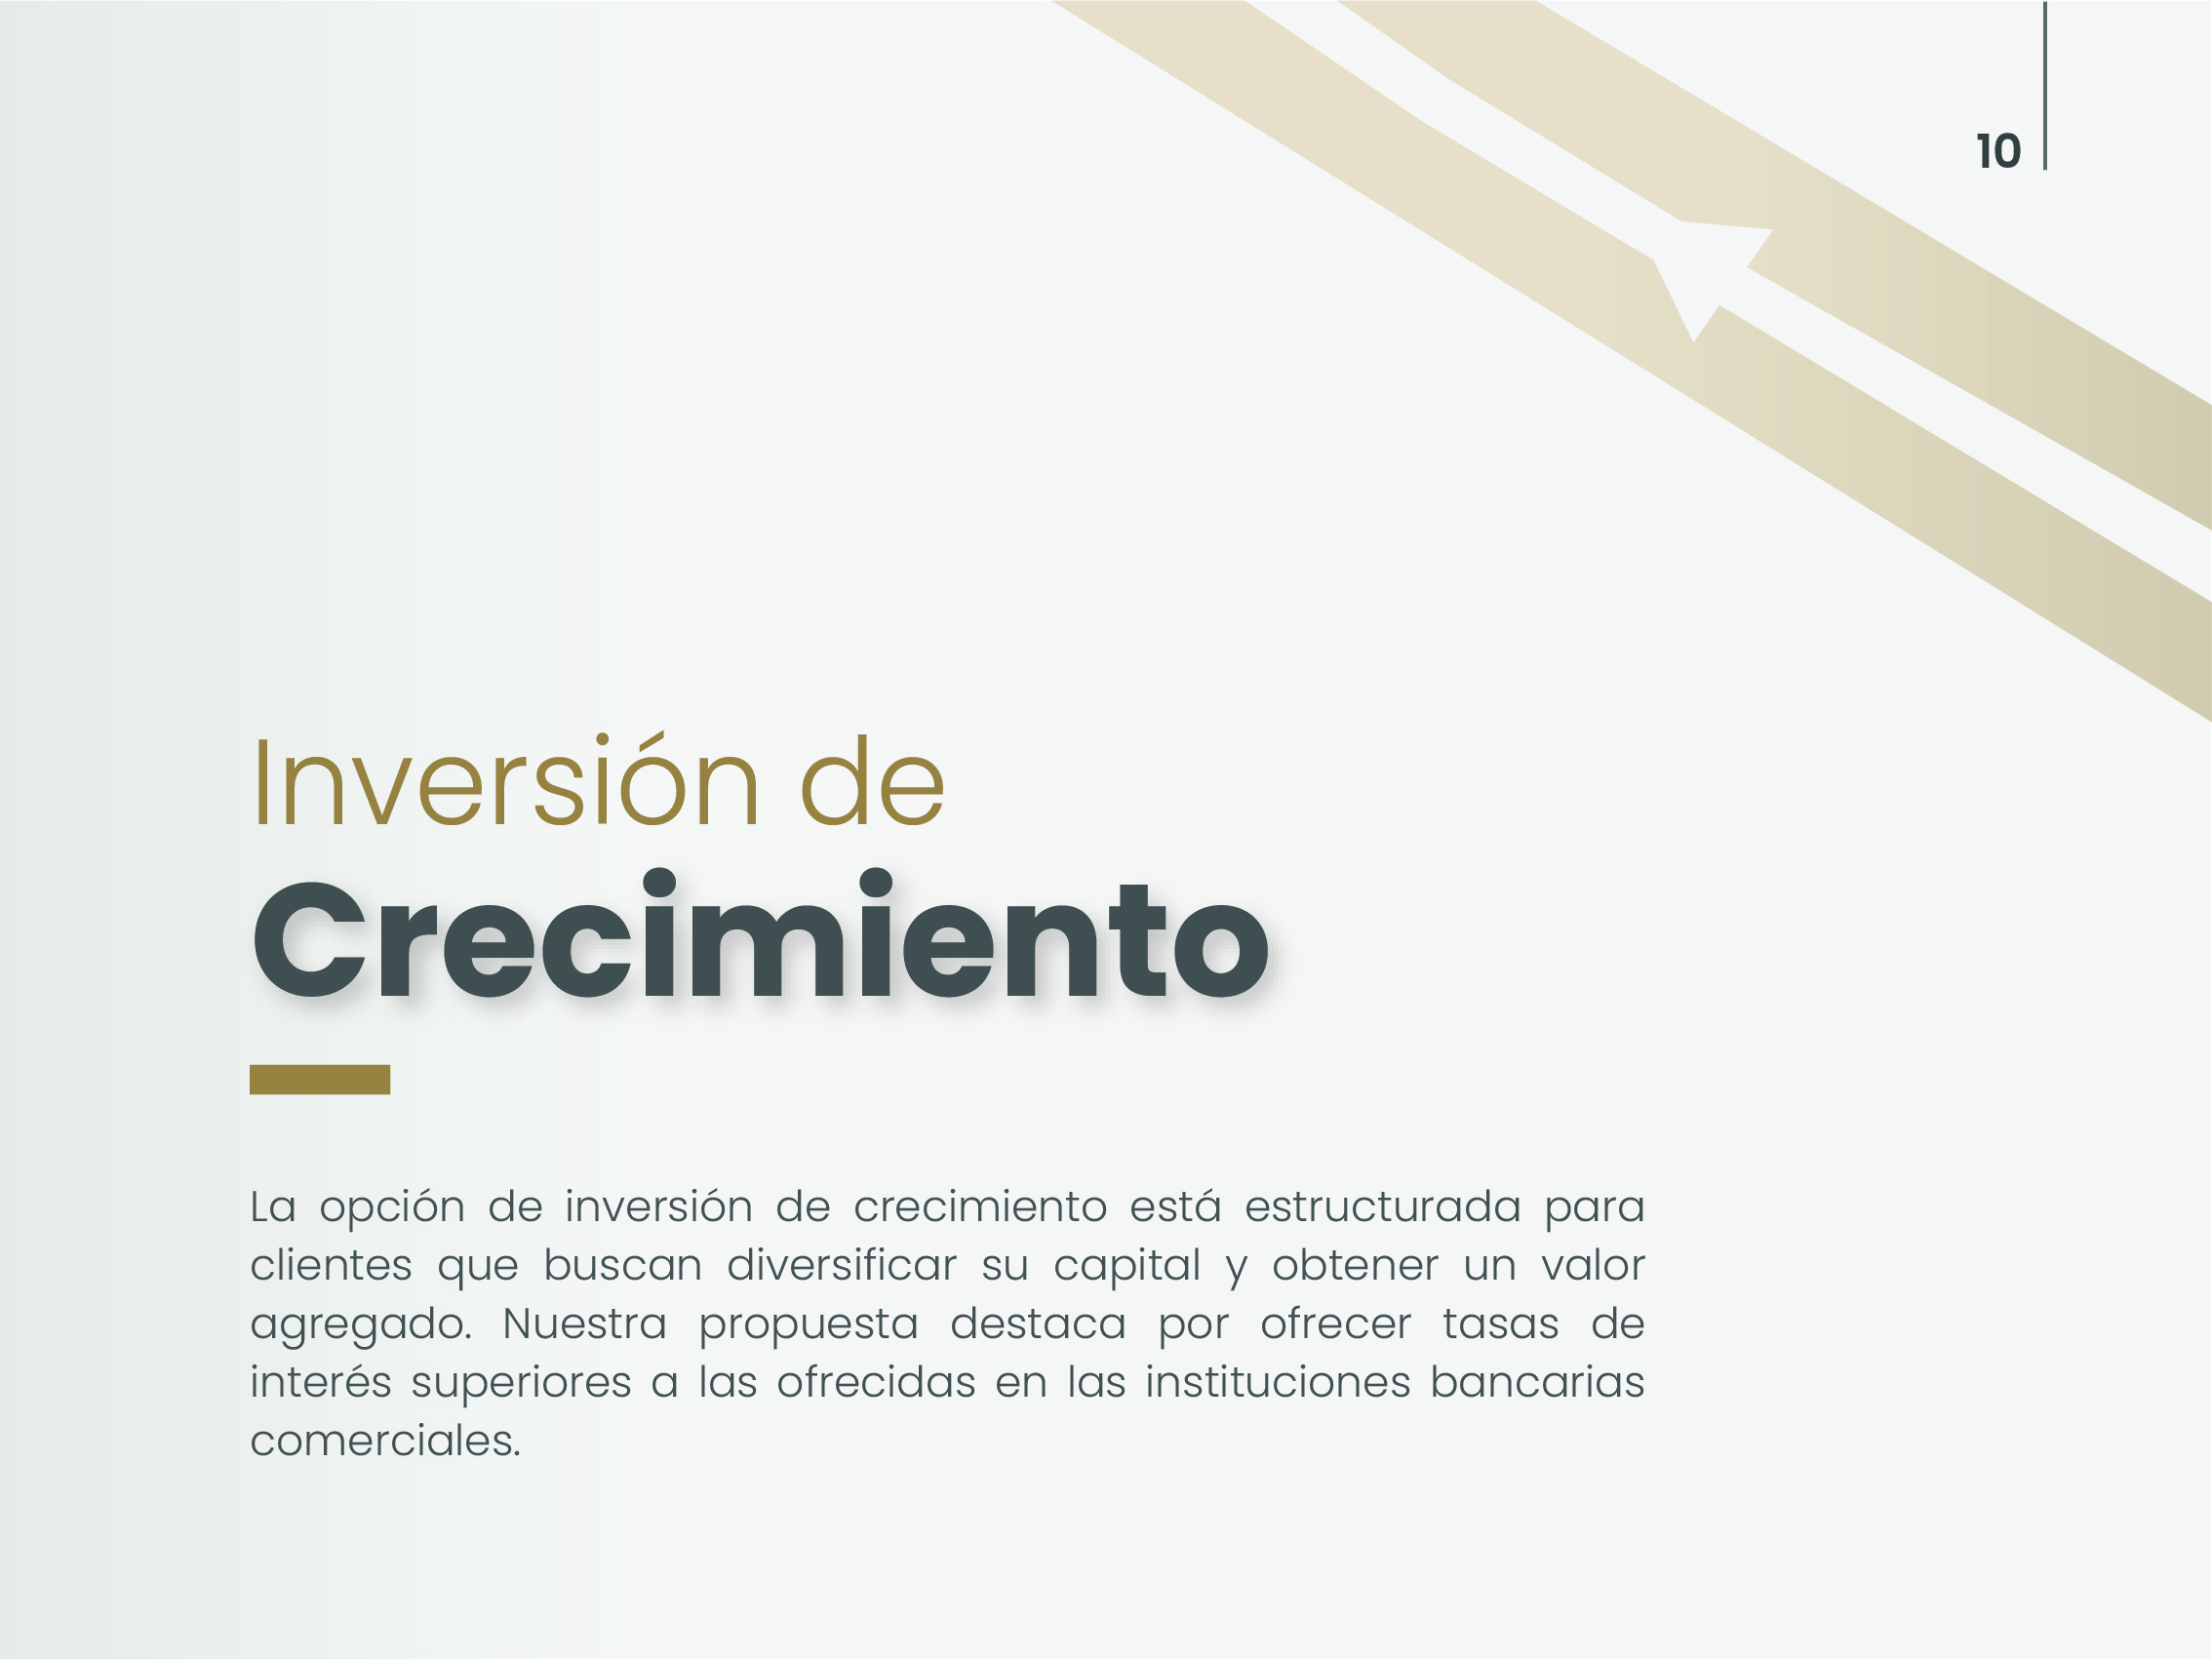 10
Inversión de
Crecimiento
La opción de inversión de crecimiento está estructurada para
clientes que buscan diversificar su capital y obtener un valor
agregado. Nuestra propuesta destaca por ofrecer tasas de
interés superiores a las ofrecidas en las instituciones bancarias
comerciales.